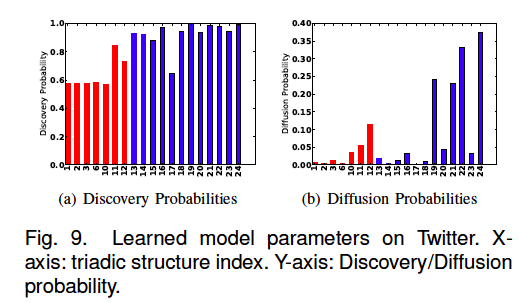 1.0
0.8
0.6
0.4
0.2
0.0
Discovery Probability
1 2 3 6 10 11 12 13 14 15 16 17 18 19 20 21 22 23 24
(a) Discovery Probabilities
0.40
0.35
0.30
0.25
0.20
0.15
0.10
0.05
0.00
Diffusion Probability
1 2 3 6 10 11 12 13 14 15 16 17 18 19 20 21 22 23 24
(b) Diffusion Probabilities
Fig. 9. Learned model parameters on Twitter. X-
axis: triadic structure index. Y-axis: Discovery/Diffusion
probability.